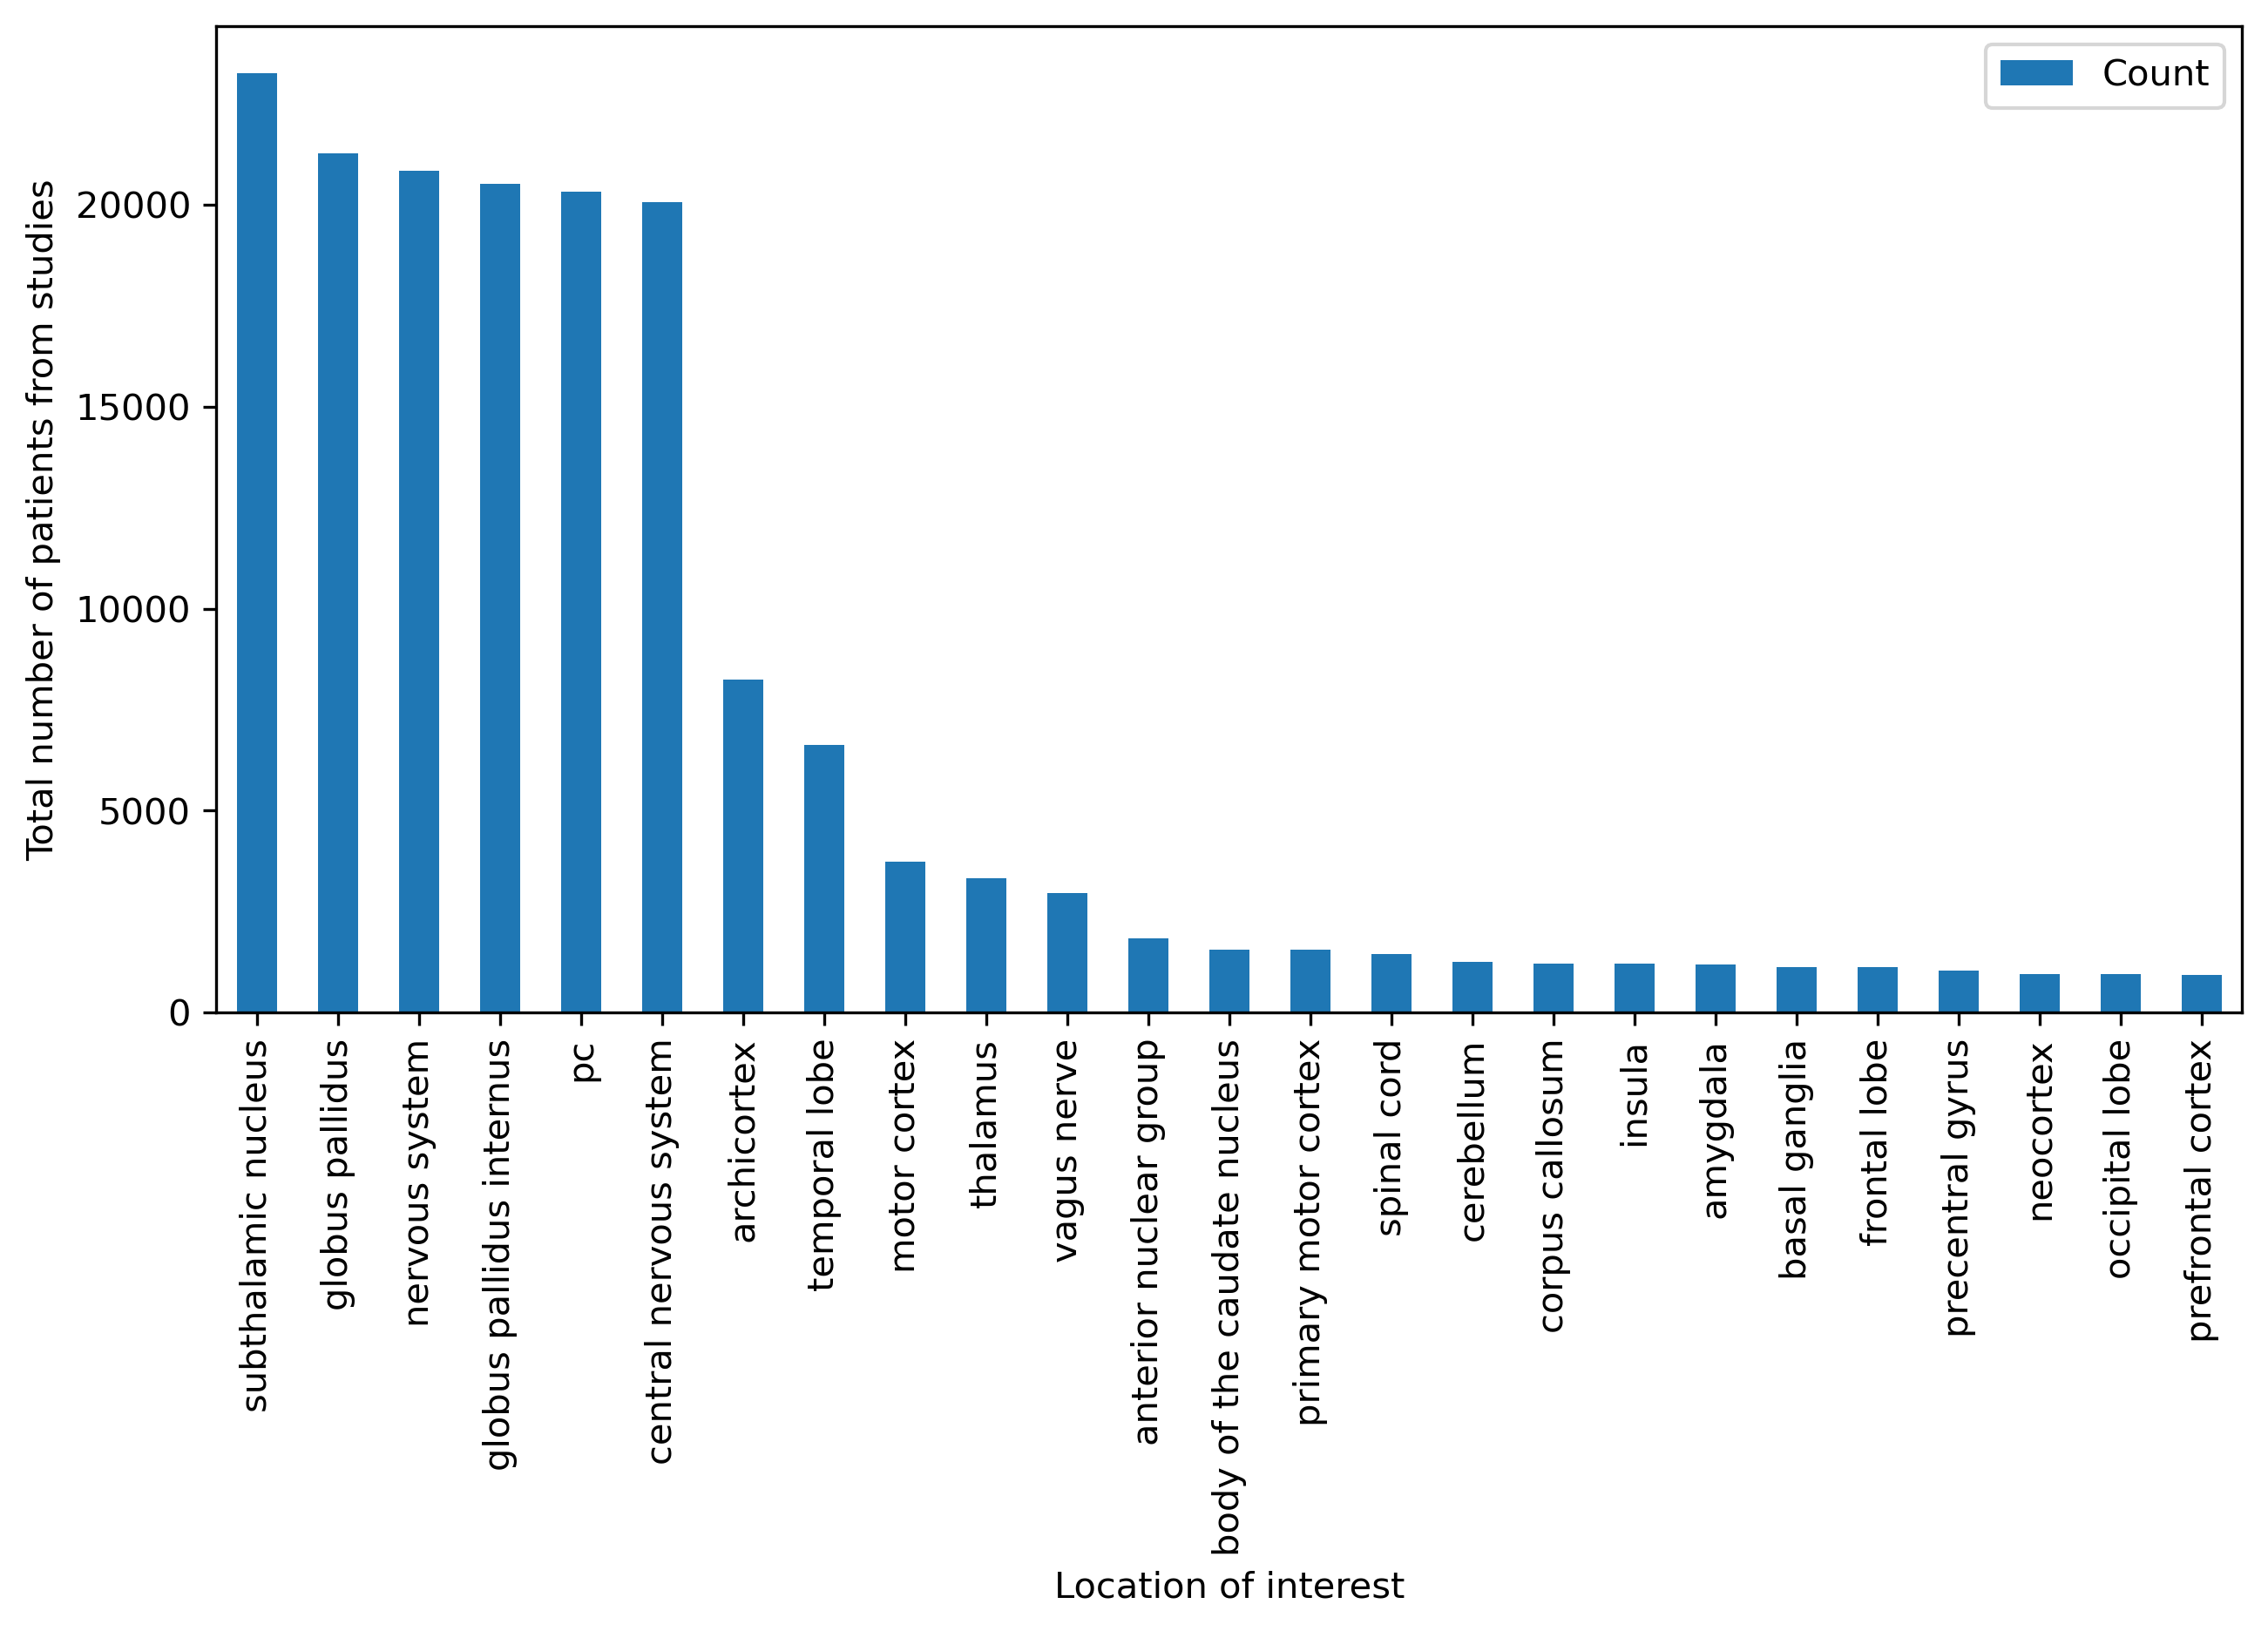 Count
Total number of patients from studies
20000
15000
10000
5000
0
subthalamic nucleus
globus pallidus
nervous system
globus pallidus internus
pc
central nervous system
archicortex
temporal lobe
motor cortex
thalamus
vagus nerve
anterior nuclear group
body of the caudate nucleus
primary motor cortex
spinal cord
cerebellum
corpus callosum
insula
amygdala
basal ganglia
frontal lobe
precentral gyrus
neocortex
occipital lobe
prefrontal cortex
Location of interest